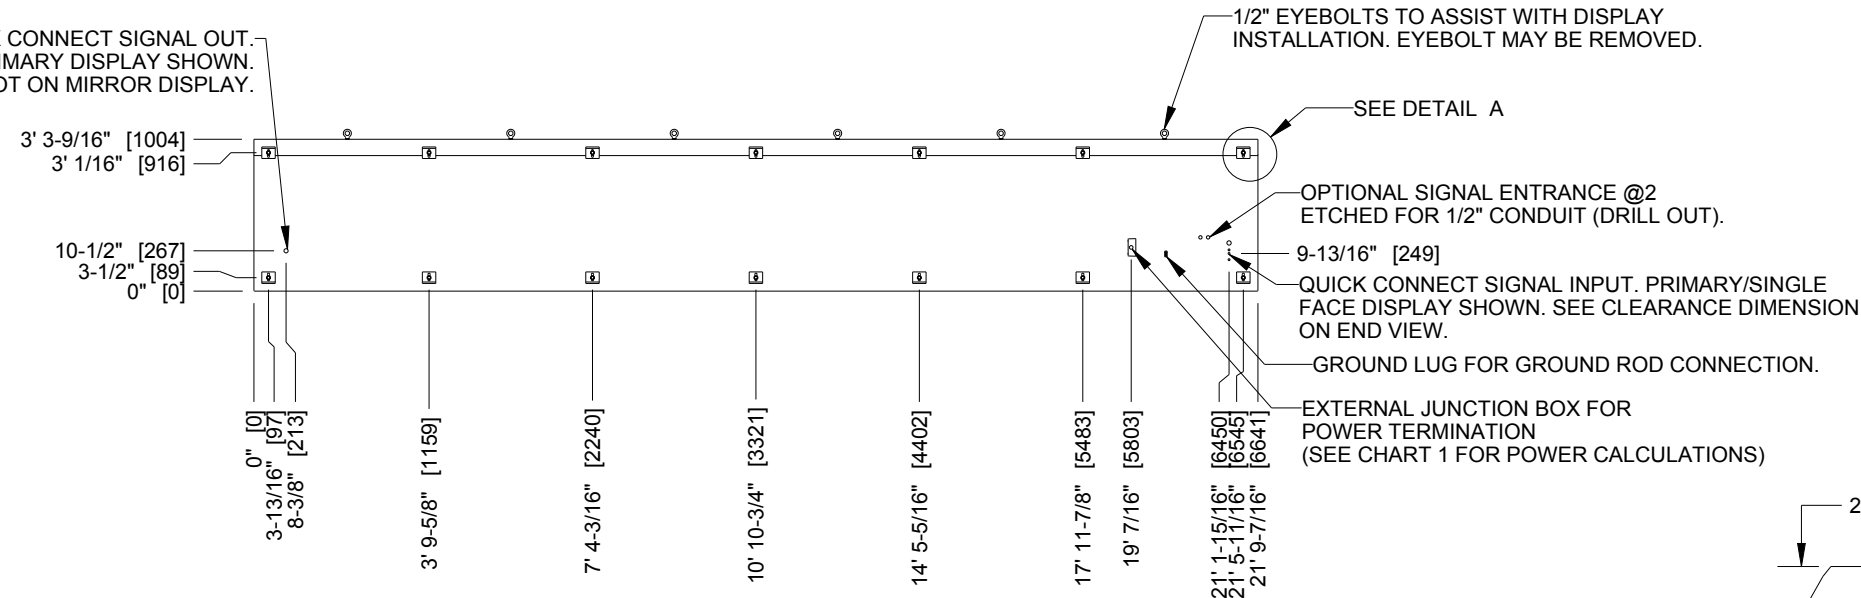 CONNECT SIGNAL OUT.
DISPLAY SHOWN.
ON MIRROR DISPLAY.
1/2" EYEBOLTS TO ASSIST WITH DISPLAY
INSTALLATION. EYEBOLT MAY BE REMOVED.
SEE DETAIL A
3' 3-9/16" [1004]
3' 1/16" [916]
OPTIONAL SIGNAL ENTRANCE @2
ETCHED FOR 1/2" CONDUIT (DRILL OUT).
10-1/2" [267]
3-1/2" [89]
0" [0]
9-13/16" [249]
QUICK CONNECT SIGNAL INPUT. PRIMARY/SINGLE
FACE DISPLAY SHOWN. SEE CLEARANCE DIMENSION
ON END VIEW.
GROUND LUG FOR GROUND ROD CONNECTION.
EXTERNAL JUNCTION BOX FOR
POWER TERMINATION
(SEE CHART 1 FOR POWER CALCULATIONS)
0" [0]
3-13/16" [97]
8-3/8" [213]
3' 9-5/8" [1159]
7' 4-3/16" [2240]
10' 10-3/4" [3321]
14' 5-5/16" [4402]
17' 11-7/8" [5483]
19' 7/16" [5803]
21' 1-15/16" [6450]
21' 5-11/16" [6545]
21' 9-7/16" [6641]
2